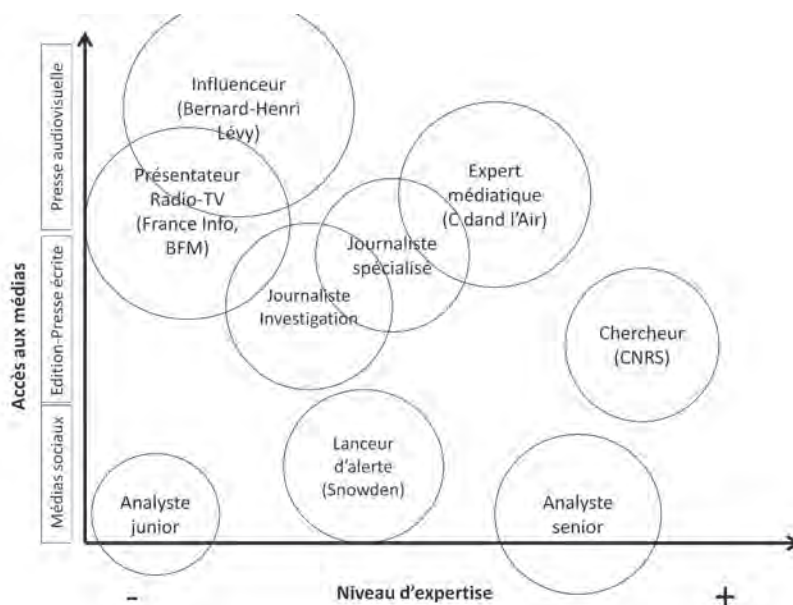 Accès aux médias
Presse audiovisuelle
Edition-Presse écrite
Médias sociaux
Influenceur
(Bernard-Henri
Lévy)
Présentateur
Radio-TV
(France Info,
BFM)
Expert
médiatique
(C dand l'Air)
Journaliste
spécialisé
Journaliste
Investigation
Chercheur
(CNRS)
Lanceur
d'alerte
(Snowden)
Analyste
junior
Analyste
senior
-
Niveau d'expertise
+